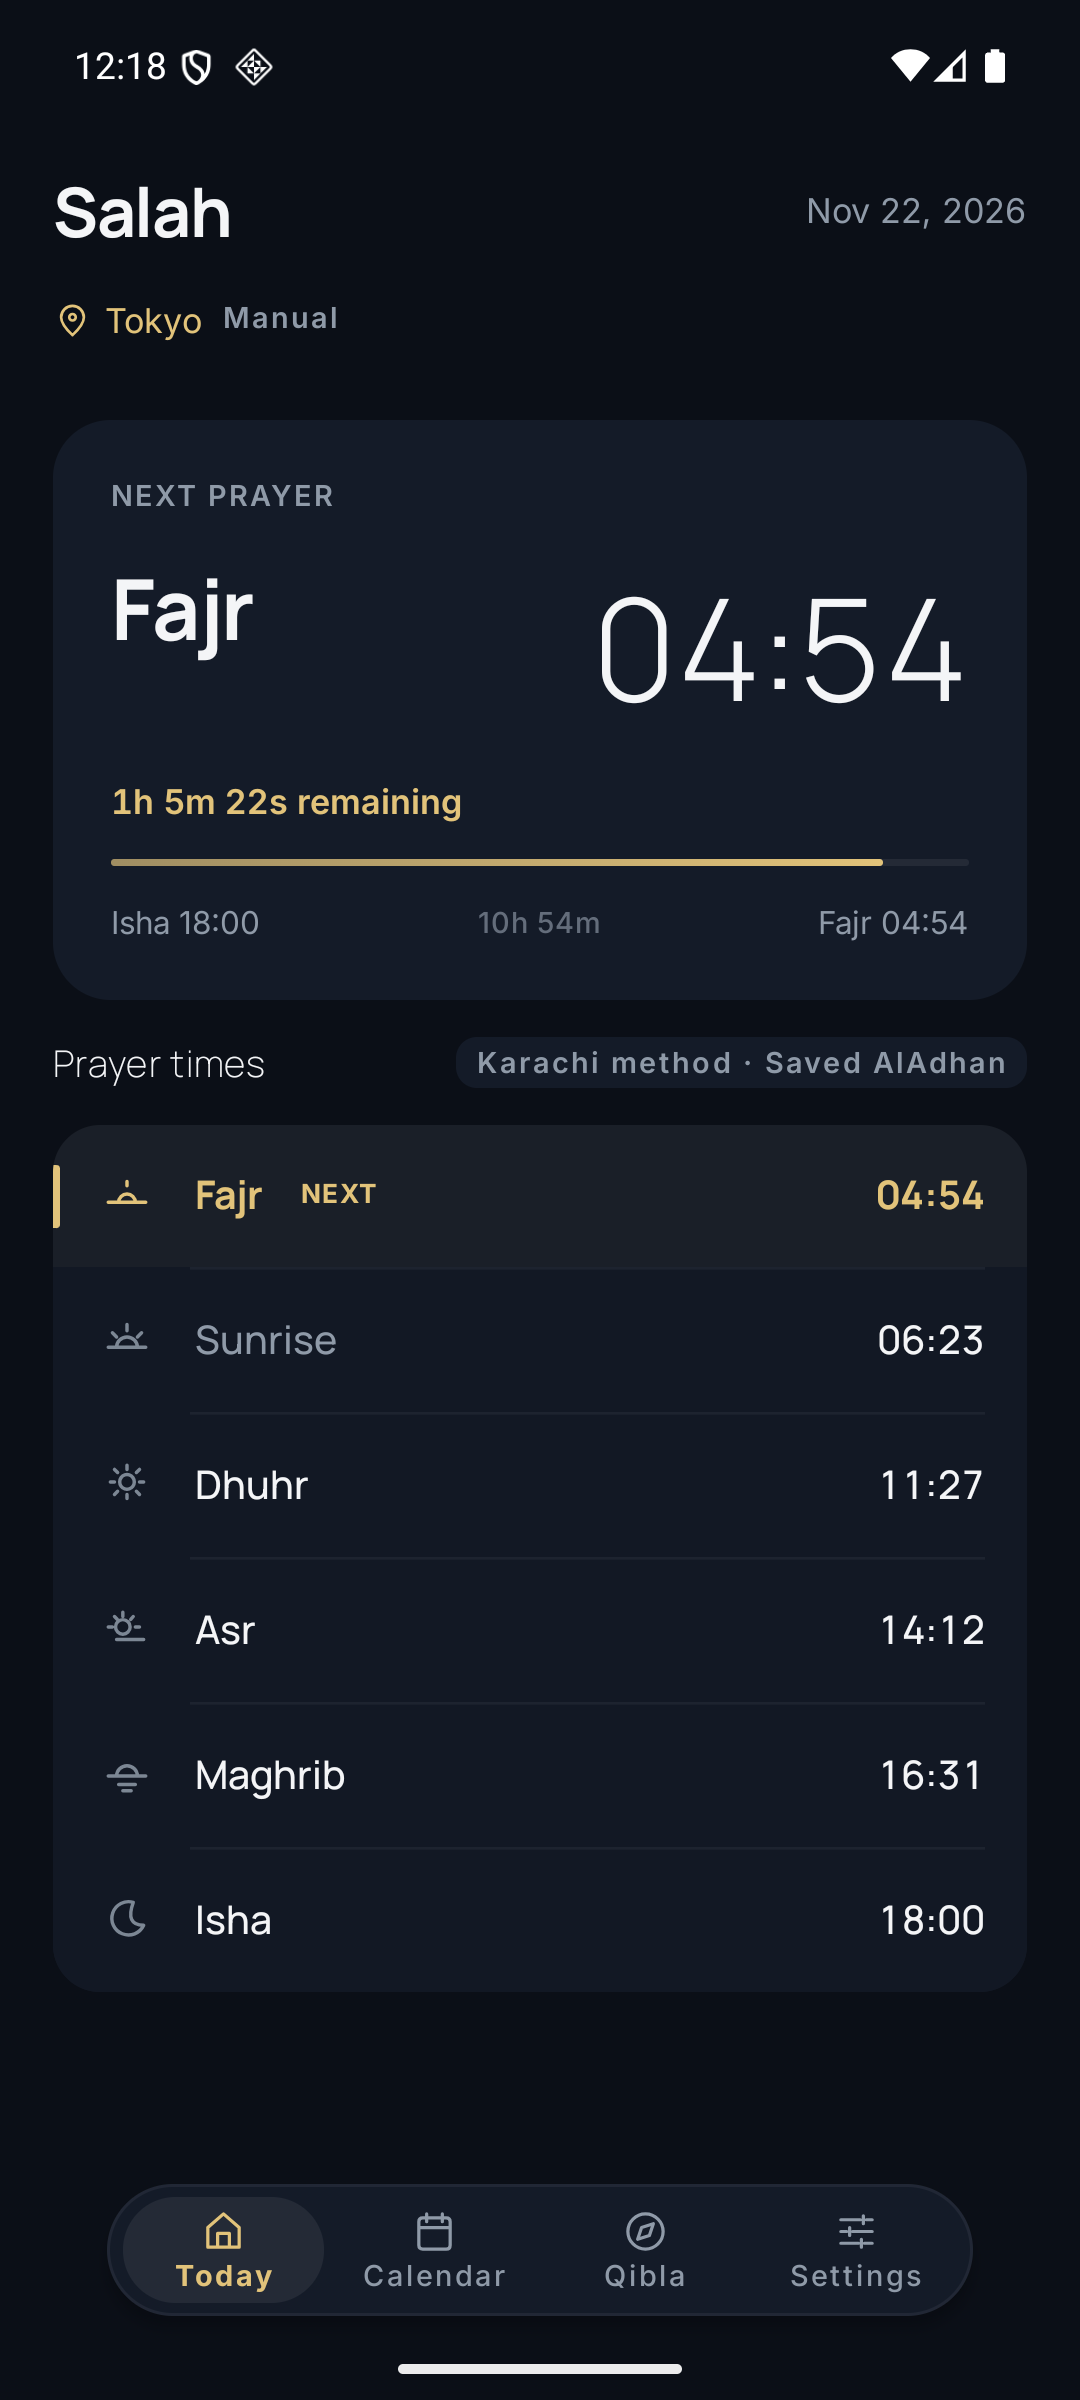 12:18
Salah
Nov 22, 2026
Tokyo Manual
NEXT PRAYER
Fajr
04:54
1h 5m 22s remaining
Isha 18:00
10h 54m
Fajr 04:54
Prayer times
Karachi method · Saved AlAdhan
Fajr NEXT 04:54
Sunrise 06:23
Dhuhr 11:27
Asr 14:12
Maghrib 16:31
Isha 18:00
Today
Calendar
Qibla
Settings